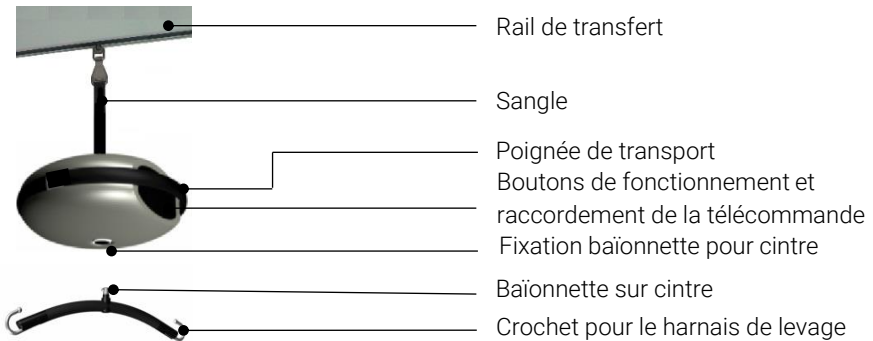 Rail de transfert
Sangle
Poignée de transport
Boutons de fonctionnement et
raccordement de la télécommande
Fixation baïonnette pour cintre
Baïonnette sur cintre
Crochet pour le harnais de levage